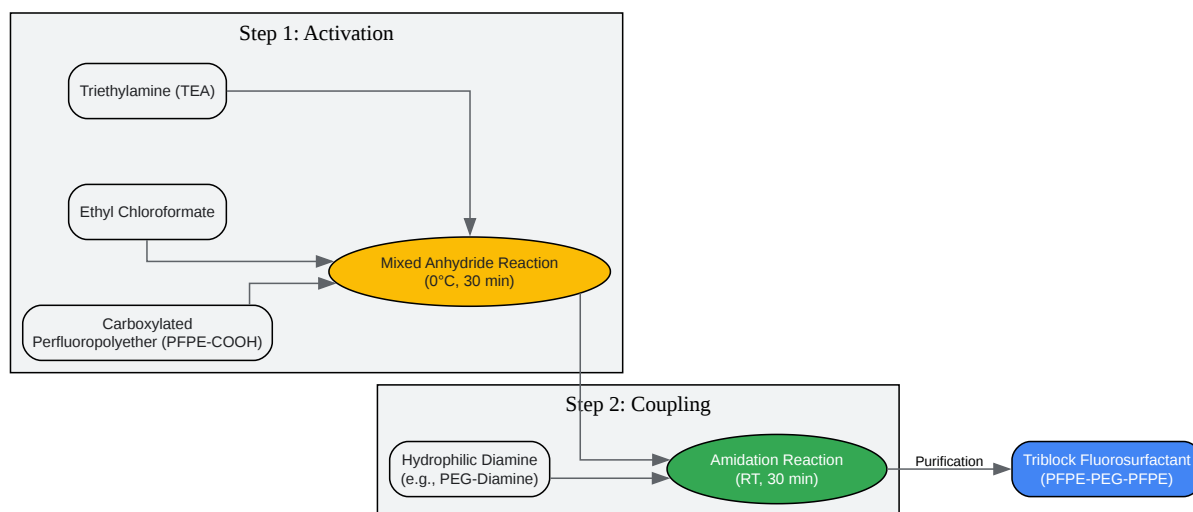 Step 1: Activation
Triethylamine (TEA)
Ethyl Chloroformate
Mixed Anhydride Reaction
(0°C, 30 min)
Carboxylated
Perfluoropolyether (PFPE-COOH)
Step 2: Coupling
Hydrophilic Diamine
(e.g., PEG-Diamine)
Amidation Reaction
(RT, 30 min)
Purification
Triblock Fluorosurfactant
(PFPE-PEG-PFPE)